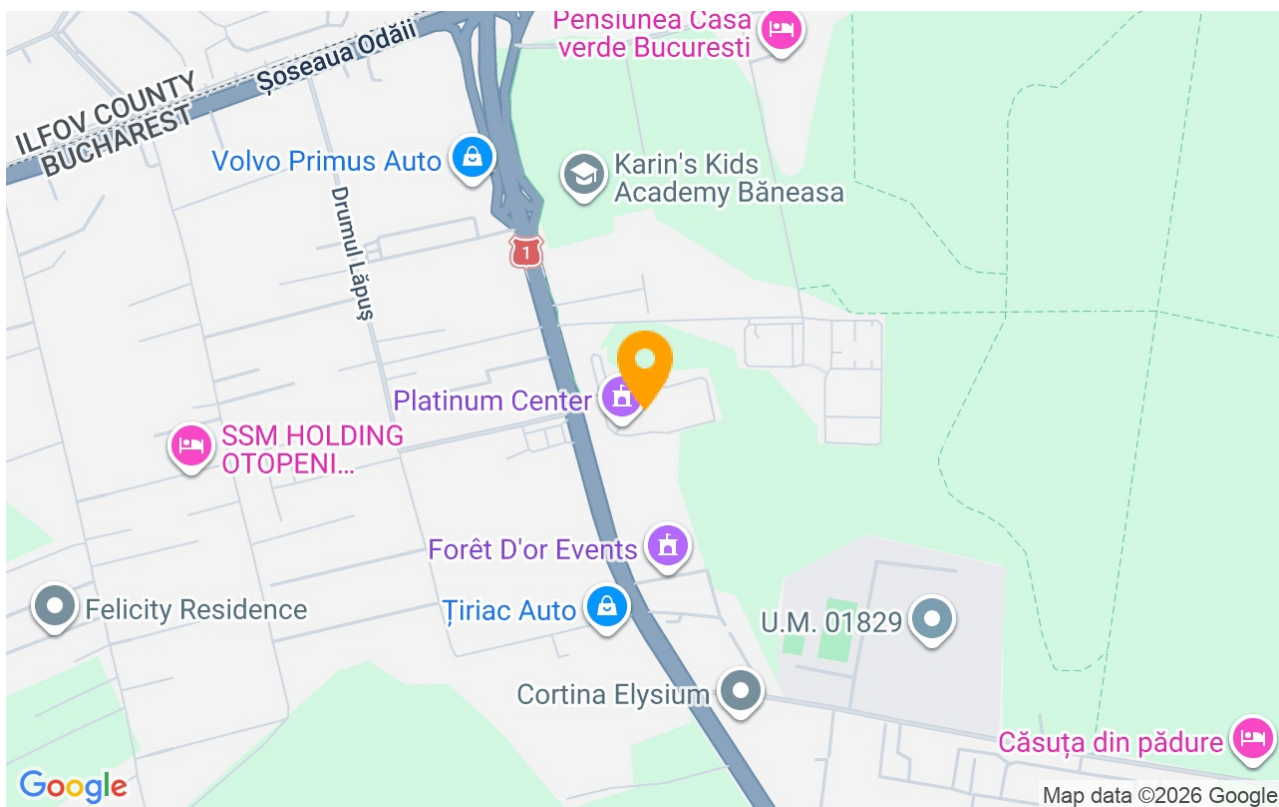 Pensiunea Casa
verde Bucuresti
Șoseaua Odăii
ILFOV COUNTY
BUCHAREST
Volvo Primus Auto
Karin's Kids
Academy Băneasa
Drumul Lăpuș
1
Platinum Center
SSM HOLDING
OTOPENI...
Forêt D'or Events
Felicity Residence
Țiriac Auto
U.M. 01829
Cortina Elysium
Căsuța din pădure
Google
Map data ©2026 Google